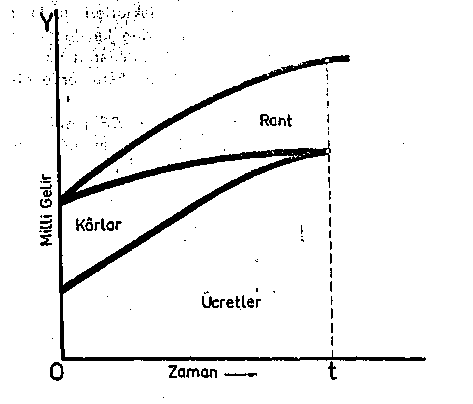 Y
Rant
Milli Gelir
Kârlar
Ücretler
O
Zaman
t